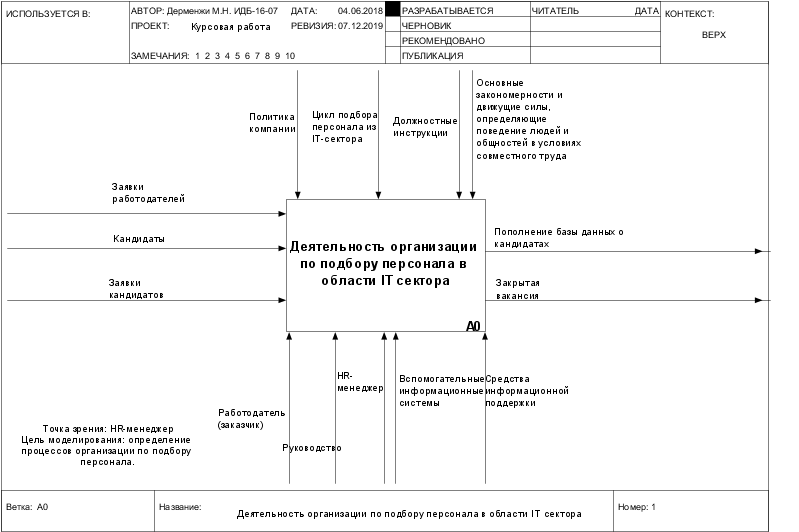 ИСПОЛЬЗУЕТСЯ В:
АВТОР: Дерменжи М.Н. ИДБ-16-07
ДАТА: 04.06.2018
РАЗРАБАТЫВАЕТСЯ
ЧИТАТЕЛЬ
ДАТА
КОНТЕКСТ:
ПРОЕКТ: Курсовая работа
РЕВИЗИЯ: 07.12.2019
ЧЕРНОВИК
РЕКОМЕНДОВАНО
ВЕРХ
ЗАМЕЧАНИЯ: 1 2 3 4 5 6 7 8 9 10
ПУБЛИКАЦИЯ
Политика
компании
Цикл подбора
персонала из
IT-сектора
Должностные
инструкции
Основные
закономерности и
движущие силы,
определяющие
поведение людей и
общностей в условиях
совместного труда
Заявки
работодателей
Кандидаты
Заявки
кандидатов
Деятельность организации
по подбору персонала в
области IT сектора
A0
Пополнение базы данных о
кандидатах
Закрытая
вакансия
Работодатель
(заказчик)
Руководство
HR-
менеджер
Вспомогательные
информационные
системы
Средства
информационной
поддержки
Точка зрения: HR-менеджер
Цель моделирования: определение
процессов организации по подбору
персонала.
Ветка: A0
Название:
Деятельность организации по подбору персонала в области IT сектора
Номер: 1